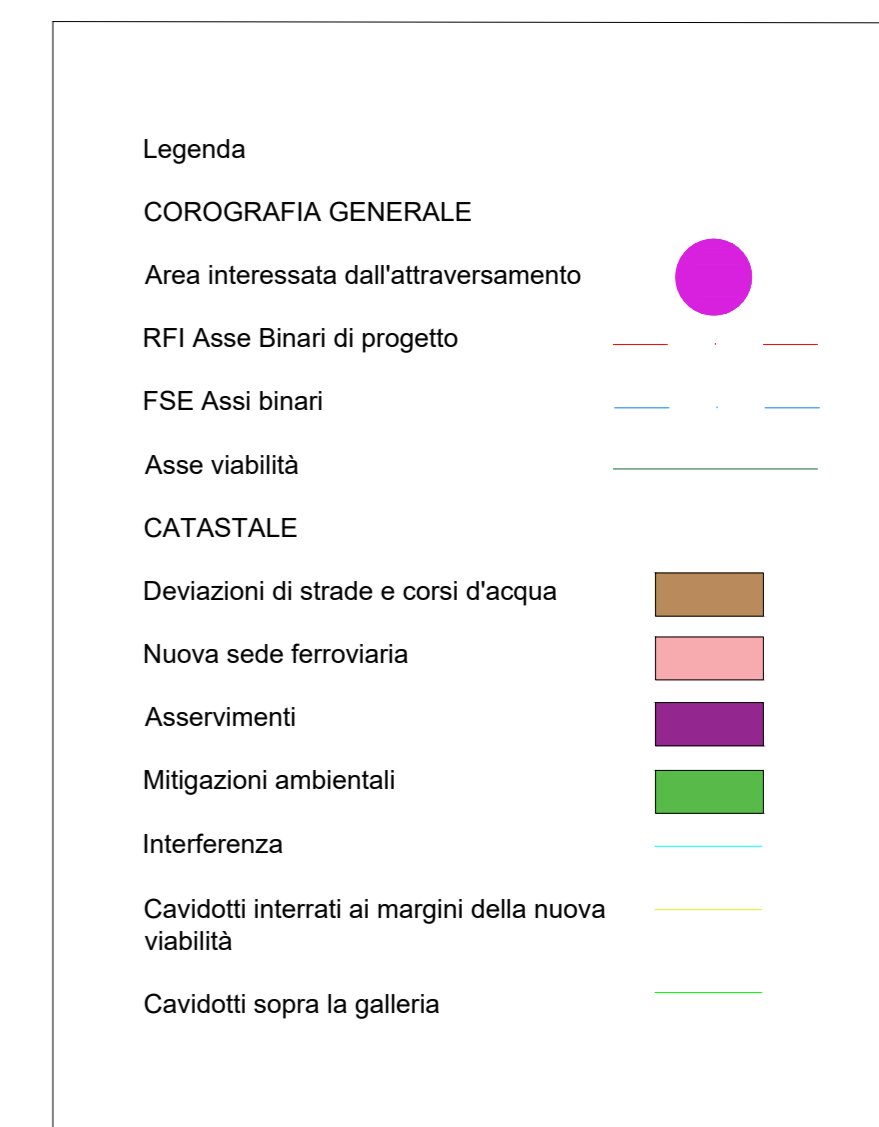 Legenda
COROGRAFIA GENERALE
Area interessata dall'attraversamento
RFI Asse Binari di progetto
FSE Assi binari
Asse viabilità
CATASTALE
Deviazioni di strade e corsi d'acqua
Nuova sede ferroviaria
Asservimenti
Mitigazioni ambientali
Interferenza
Cavidotti interrati ai margini della nuova
viabilità
Cavidotti sopra la galleria